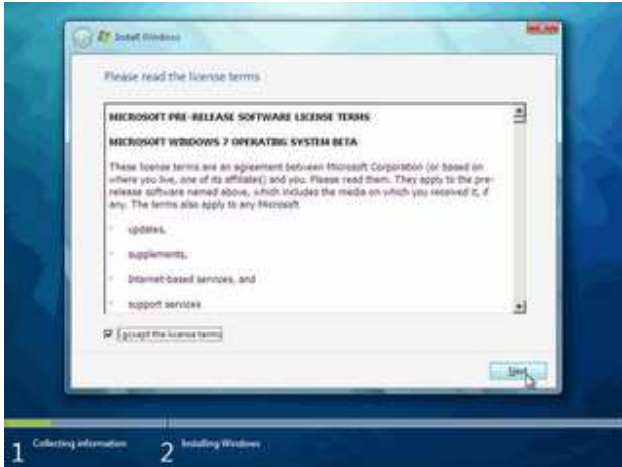 Install Windows
Please read the license terms
MICROSOFT PRE-RELEASE SOFTWARE LICENSE TERMS
MICROSOFT WINDOWS 7 OPERATING SYSTEM BETA
These license terms are an agreement between Microsoft Corporation (or based on
where you live, one of its affiliates) and you. Please read them. They apply to the pre-
release software named above, which includes the media on which you received it, if
any. The terms also apply to any Microsoft
· updates,
· supplements,
· Internet-based services, and
· support services
I accept the license terms
Next
1 Collecting information
2 Installing Windows